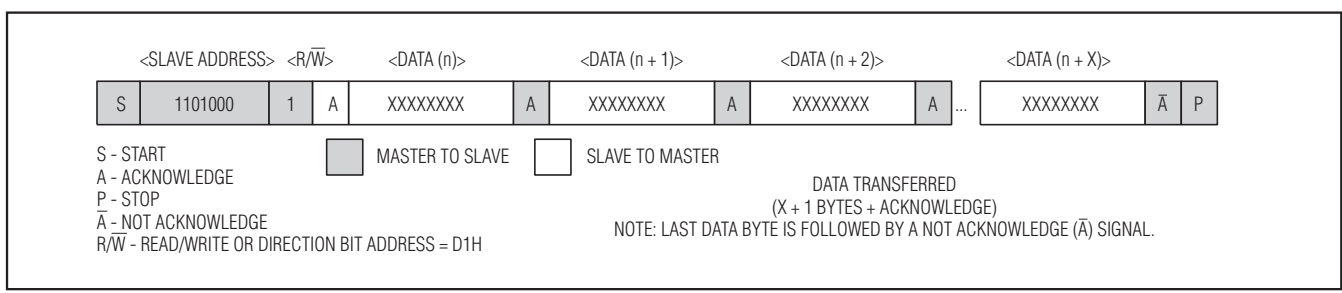 <SLAVE ADDRESS> <R/W̅> <DATA (n)> <DATA (n + 1)> <DATA (n + 2)> <DATA (n + X)>
S 1101000 1 A XXXXXXXX A XXXXXXXX A XXXXXXXX A ... XXXXXXXX A̅ P
S - START
A - ACKNOWLEDGE
P - STOP
A̅ - NOT ACKNOWLEDGE
R/W̅ - READ/WRITE OR DIRECTION BIT ADDRESS = D1H
MASTER TO SLAVE
SLAVE TO MASTER
DATA TRANSFERRED
(X + 1 BYTES + ACKNOWLEDGE)
NOTE: LAST DATA BYTE IS FOLLOWED BY A NOT ACKNOWLEDGE (A̅) SIGNAL.